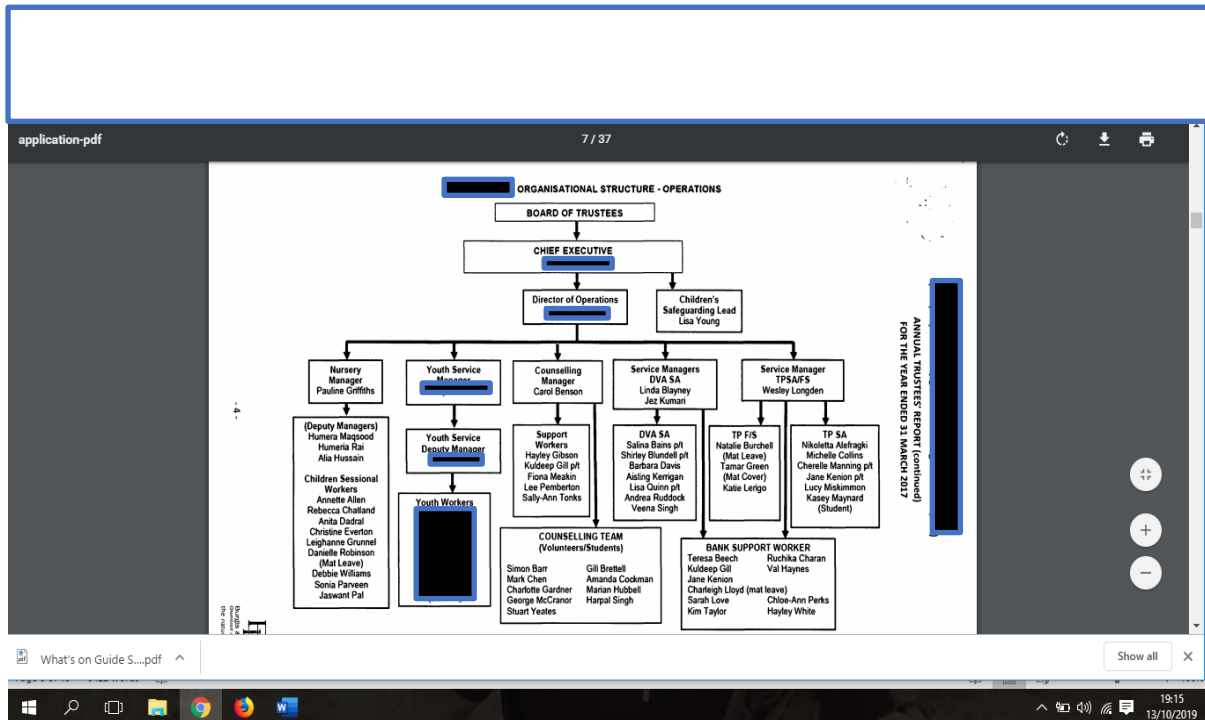 application-pdf
7 / 37
ORGANISATIONAL STRUCTURE - OPERATIONS
BOARD OF TRUSTEES
CHIEF EXECUTIVE
Director of Operations
Children's
Safeguarding Lead
Lisa Young
Nursery
Manager
Pauline Griffiths
Youth Service
Manager
Counselling
Manager
Carol Benson
Service Managers
DVA SA
Linda Blayney
Jez Kumari
Service Manager
TPSA/FS
Wesley Longden
(Deputy Managers)
Humera Maqsood
Humeria Rai
Alia Hussain
Children Sessional
Workers
Annette Allen
Rebecca Chatland
Anita Dadral
Christine Everton
Leighanne Grunnel
Danielle Robinson
(Mat Leave)
Debbie Williams
Sonia Parveen
Jaswant Pal
Youth Service
Deputy Manager
Youth Workers
Support
Workers
Hayley Gibson
Kuldeep Gill p/t
Fiona Meakin
Lee Pemberton
Sally-Ann Tonks
DVA SA
Salina Bains p/t
Shirley Blundell p/t
Barbara Davis
Aisling Kerrigan
Lisa Quinn p/t
Andrea Ruddock
Veena Singh
TP F/S
Natalie Burchell
(Mat Leave)
Tamar Green
(Mat Cover)
Katie Lerigo
TP SA
Nikoletta Alefragki
Michelle Collins
Cherelle Manning p/t
Jane Kenion p/t
Lucy Miskimmon
Kasey Maynard
(Student)
COUNSELLING TEAM
(Volunteers/Students)
Simon Barr
Mark Chen
Charlotte Gardner
George McCranor
Stuart Yeates
Gill Brettell
Amanda Cockman
Marian Hubbell
Harpal Singh
BANK SUPPORT WORKER
Teresa Beech Ruchika Charan
Kuldeep Gill Val Haynes
Jane Kenion
Charleigh Lloyd (mat leave)
Sarah Love Chloe-Ann Perks
Kim Taylor Hayley White
ANNUAL TRUSTEES' REPORT (continued)
FOR THE YEAR ENDED 31 MARCH 2017
- 4 -
What's on Guide S....pdf
Show all
19:15
13/10/2019